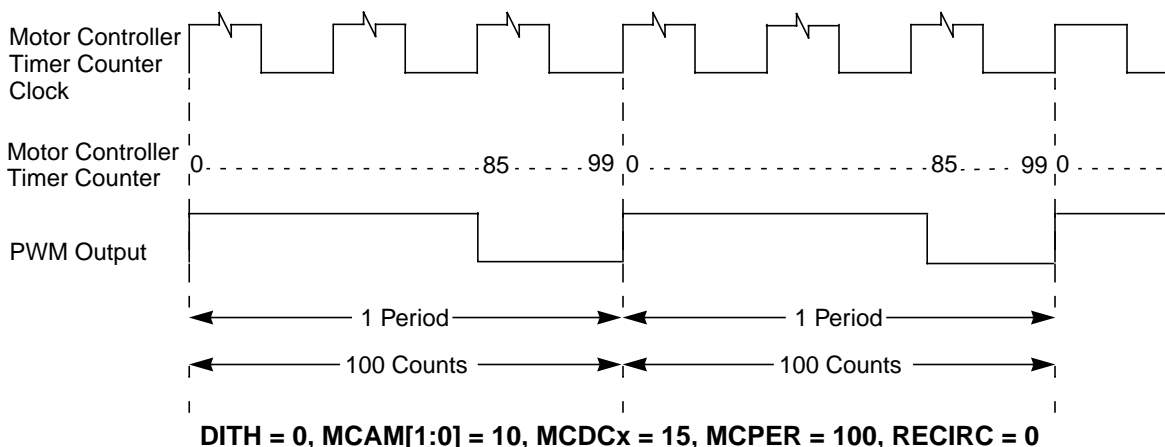 Motor Controller
Timer Counter
Clock
Motor Controller
Timer Counter
0 85 99 0 85 99 0
PWM Output
1 Period 1 Period
100 Counts 100 Counts
DITH = 0, MCAM[1:0] = 10, MCDCx = 15, MCPER = 100, RECIRC = 0